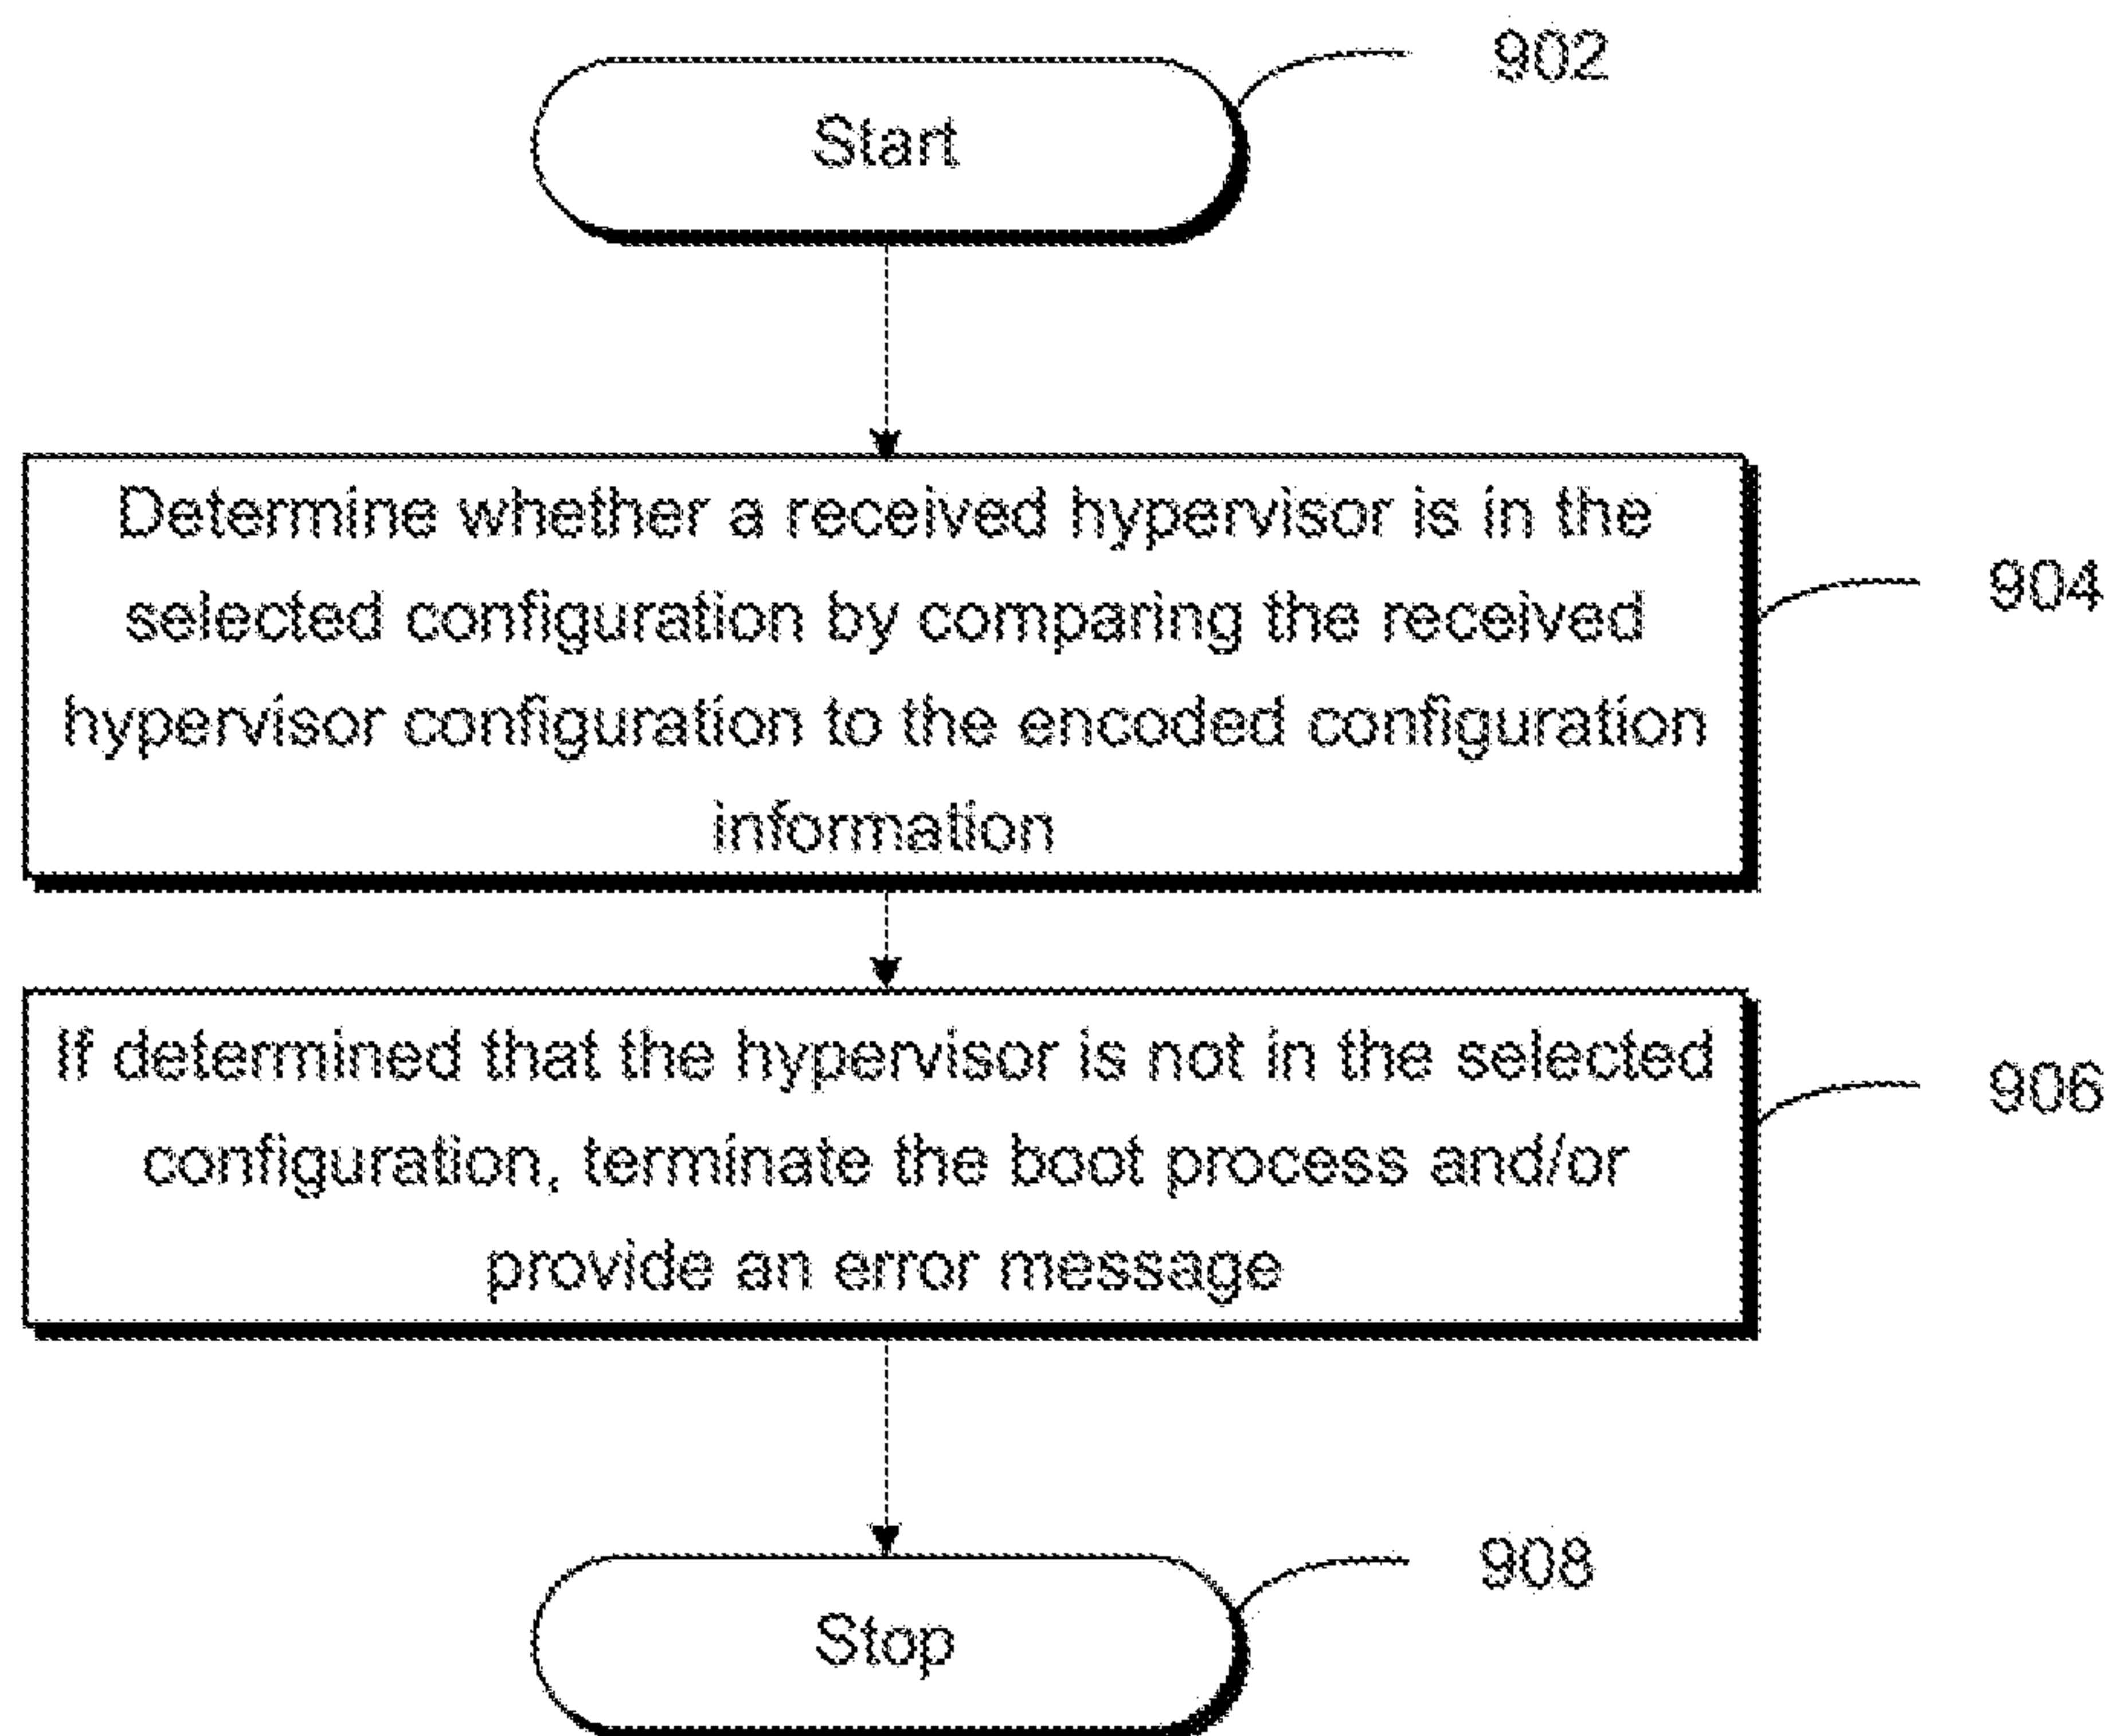 902
Start
Determine whether a received hypervisor is in the
selected configuration by comparing the received
hypervisor configuration to the encoded configuration
information
904
If determined that the hypervisor is not in the selected
configuration, terminate the boot process and/or
provide an error message
906
908
Stop